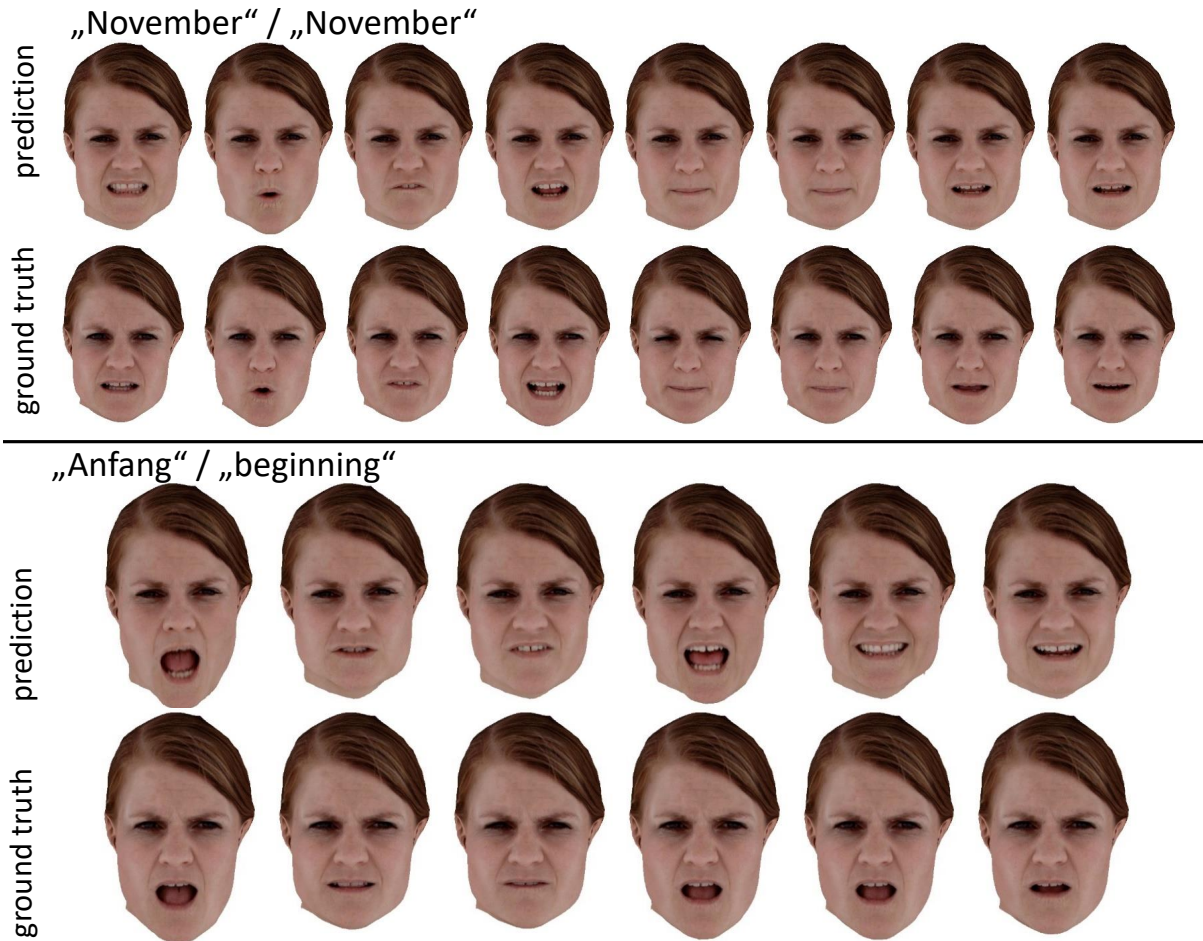 „November“ / „November“
prediction
ground truth
„Anfang“ / „beginning“
prediction
ground truth